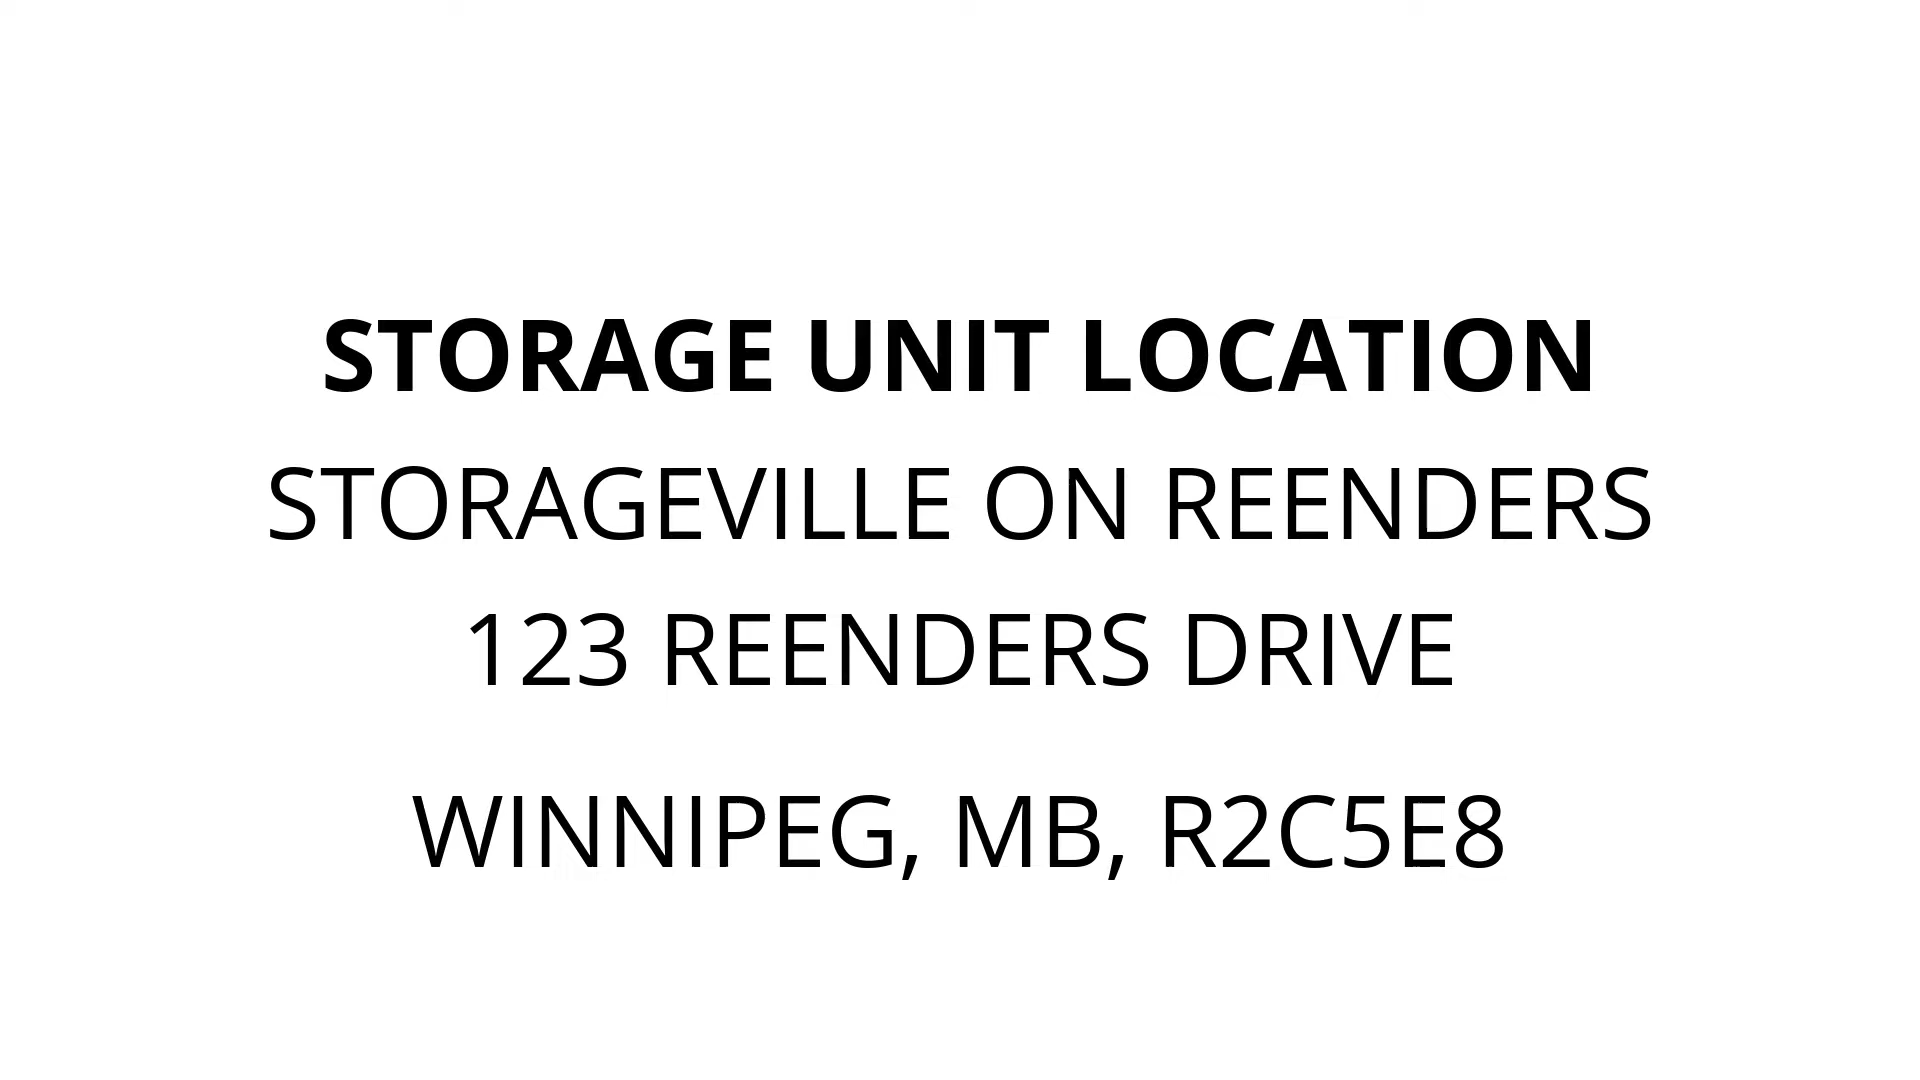 STORAGE UNIT LOCATION
STORAGEVILLE ON REENDERS
123 REENDERS DRIVE
WINNIPEG, MB, R2C5E8